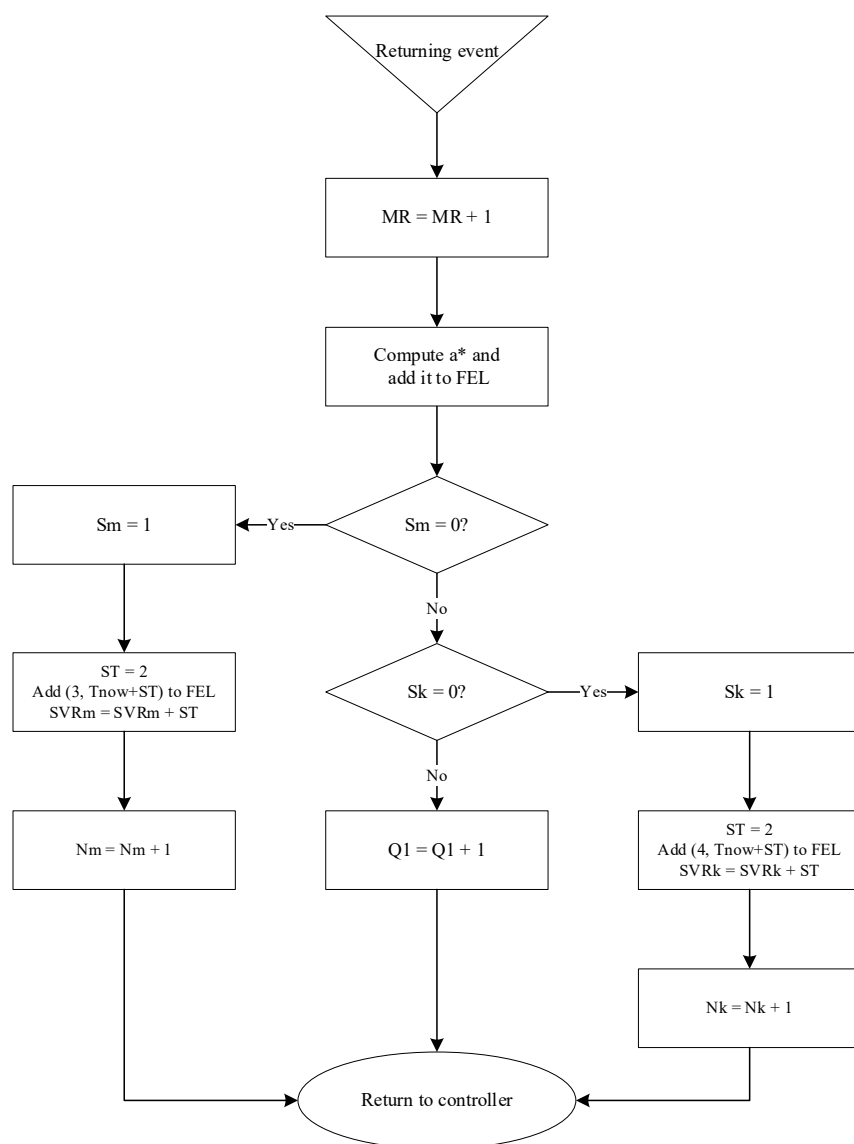 Returning event
MR = MR + 1
Compute a* and
add it to FEL
Sm = 1
Yes
Sm = 0?
No
ST = 2
Add (3, Tnow+ST) to FEL
SVRm = SVRm + ST
Sk = 0?
Yes
Sk = 1
No
Nm = Nm + 1
Q1 = Q1 + 1
ST = 2
Add (4, Tnow+ST) to FEL
SVRk = SVRk + ST
Nk = Nk + 1
Return to controller